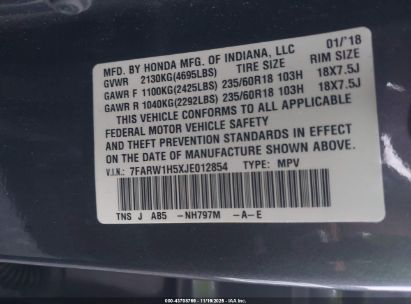 MFD. BY HONDA MFG. OF INDIANA, LLC 01/'18
GVWR 2130KG(4695LBS) TIRE SIZE RIM SIZE
GAWR F 1100KG(2425LBS) 235/60R18 103H 18X7.5J
GAWR R 1040KG(2292LBS) 235/60R18 103H 18X7.5J
THIS VEHICLE CONFORMS TO ALL APPLICABLE
FEDERAL MOTOR VEHICLE SAFETY
AND THEFT PREVENTION STANDARDS IN EFFECT
ON THE DATE OF MANUFACTURE SHOWN ABOVE.
V.I.N.: 7FARW1H5XJE012854 TYPE: MPV
TNS J A85 -NH797M -A-E